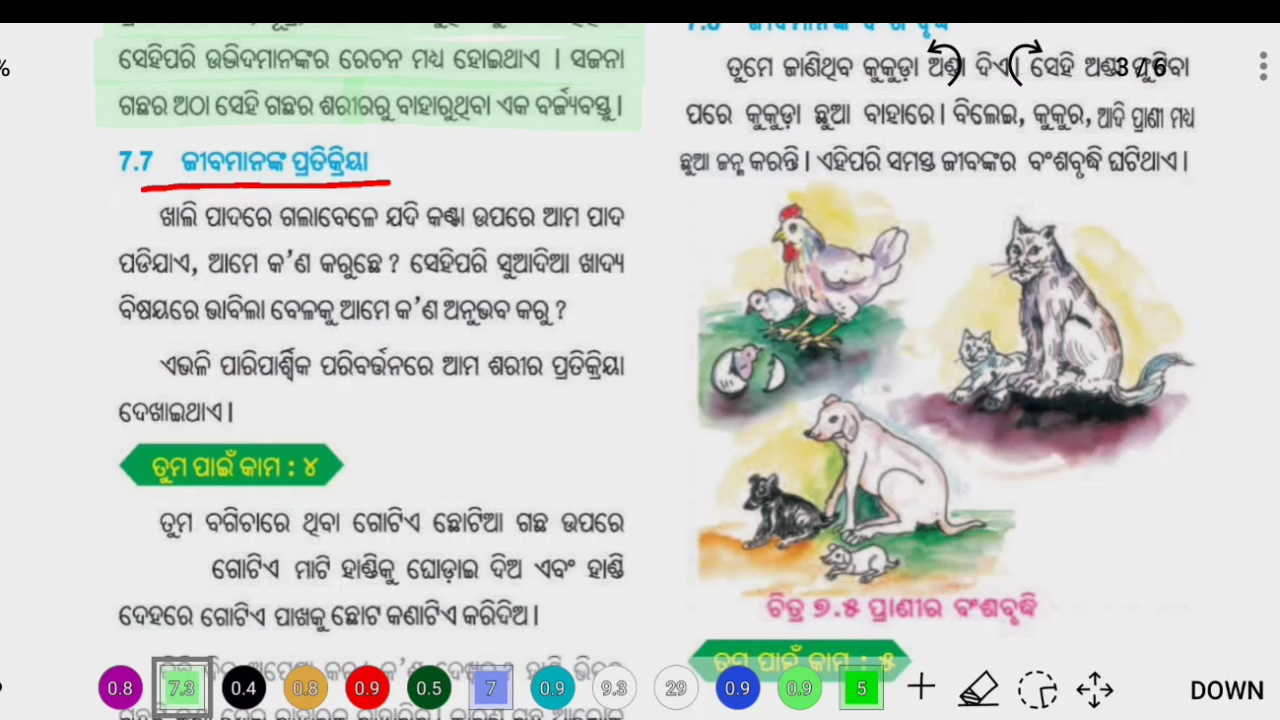 ସେହିପରି ଉଦ୍ଭିଦମାନଙ୍କର ରେଚନ ମଧ୍ୟ ହୋଇଥାଏ । ସଜନା
ଗଛର ଅଠା ସେହି ଗଛର ଶରୀରରୁ ବାହାରୁଥିବା ଏକ ବର୍ଜ୍ୟବସ୍ତୁ।
7.7 ଜୀବମାନଙ୍କ ପ୍ରତିକ୍ରିୟା
ଖାଲି ପାଦରେ ଗଲାବେଳେ ଯଦି କଣ୍ଟା ଉପରେ ଆମ ପାଦ
ପଡିଯାଏ, ଆମେ କ'ଣ କରୁଛେ ? ସେହିପରି ସୁଆଦିଆ ଖାଦ୍ୟ
ବିଷୟରେ ଭାବିଲା ବେଳକୁ ଆମେ କ'ଣ ଅନୁଭବ କରୁ ?
ଏଭଳି ପାରିପାର୍ଶ୍ୱିକ ପରିବର୍ତ୍ତନରେ ଆମ ଶରୀର ପ୍ରତିକ୍ରିୟା
ଦେଖାଇଥାଏ।
ତୁମ ପାଇଁ କାମ : ୪
ତୁମ ବଗିଚାରେ ଥିବା ଗୋଟିଏ ଛୋଟିଆ ଗଛ ଉପରେ
ଗୋଟିଏ ମାଟି ହାଣ୍ଡିକୁ ଘୋଡ଼ାଇ ଦିଅ ଏବଂ ହାଣ୍ଡି
ଦେହରେ ଗୋଟିଏ ପାଖକୁ ଛୋଟ କଣାଟିଏ କରିଦିଅ।
ତୁମେ ଜାଣିଥିବ କୁକୁଡ଼ା ଅଣ୍ଡା ଦିଏ। ସେହି ଅଣ୍ଡା
3 / 6
ପରେ କୁକୁଡ଼ା ଛୁଆ ବାହାରେ। ବିଲେଇ, କୁକୁର, ଆଦି ପ୍ରାଣୀ ମଧ୍ୟ
ଛୁଆ ଜନ୍ମ କରନ୍ତି। ଏହିପରି ସମସ୍ତ ଜୀବଙ୍କର ବଂଶବୃଦ୍ଧି ଘଟିଥାଏ।
ଚିତ୍ର ୭.୫ ପ୍ରାଣୀର ବଂଶବୃଦ୍ଧି
ତୁମ ପାଇଁ କାମ : ୫
0.8 7.3 0.4 0.8 0.9 0.5 7 0.9 9.3 29 0.9 0.9 5 DOWN